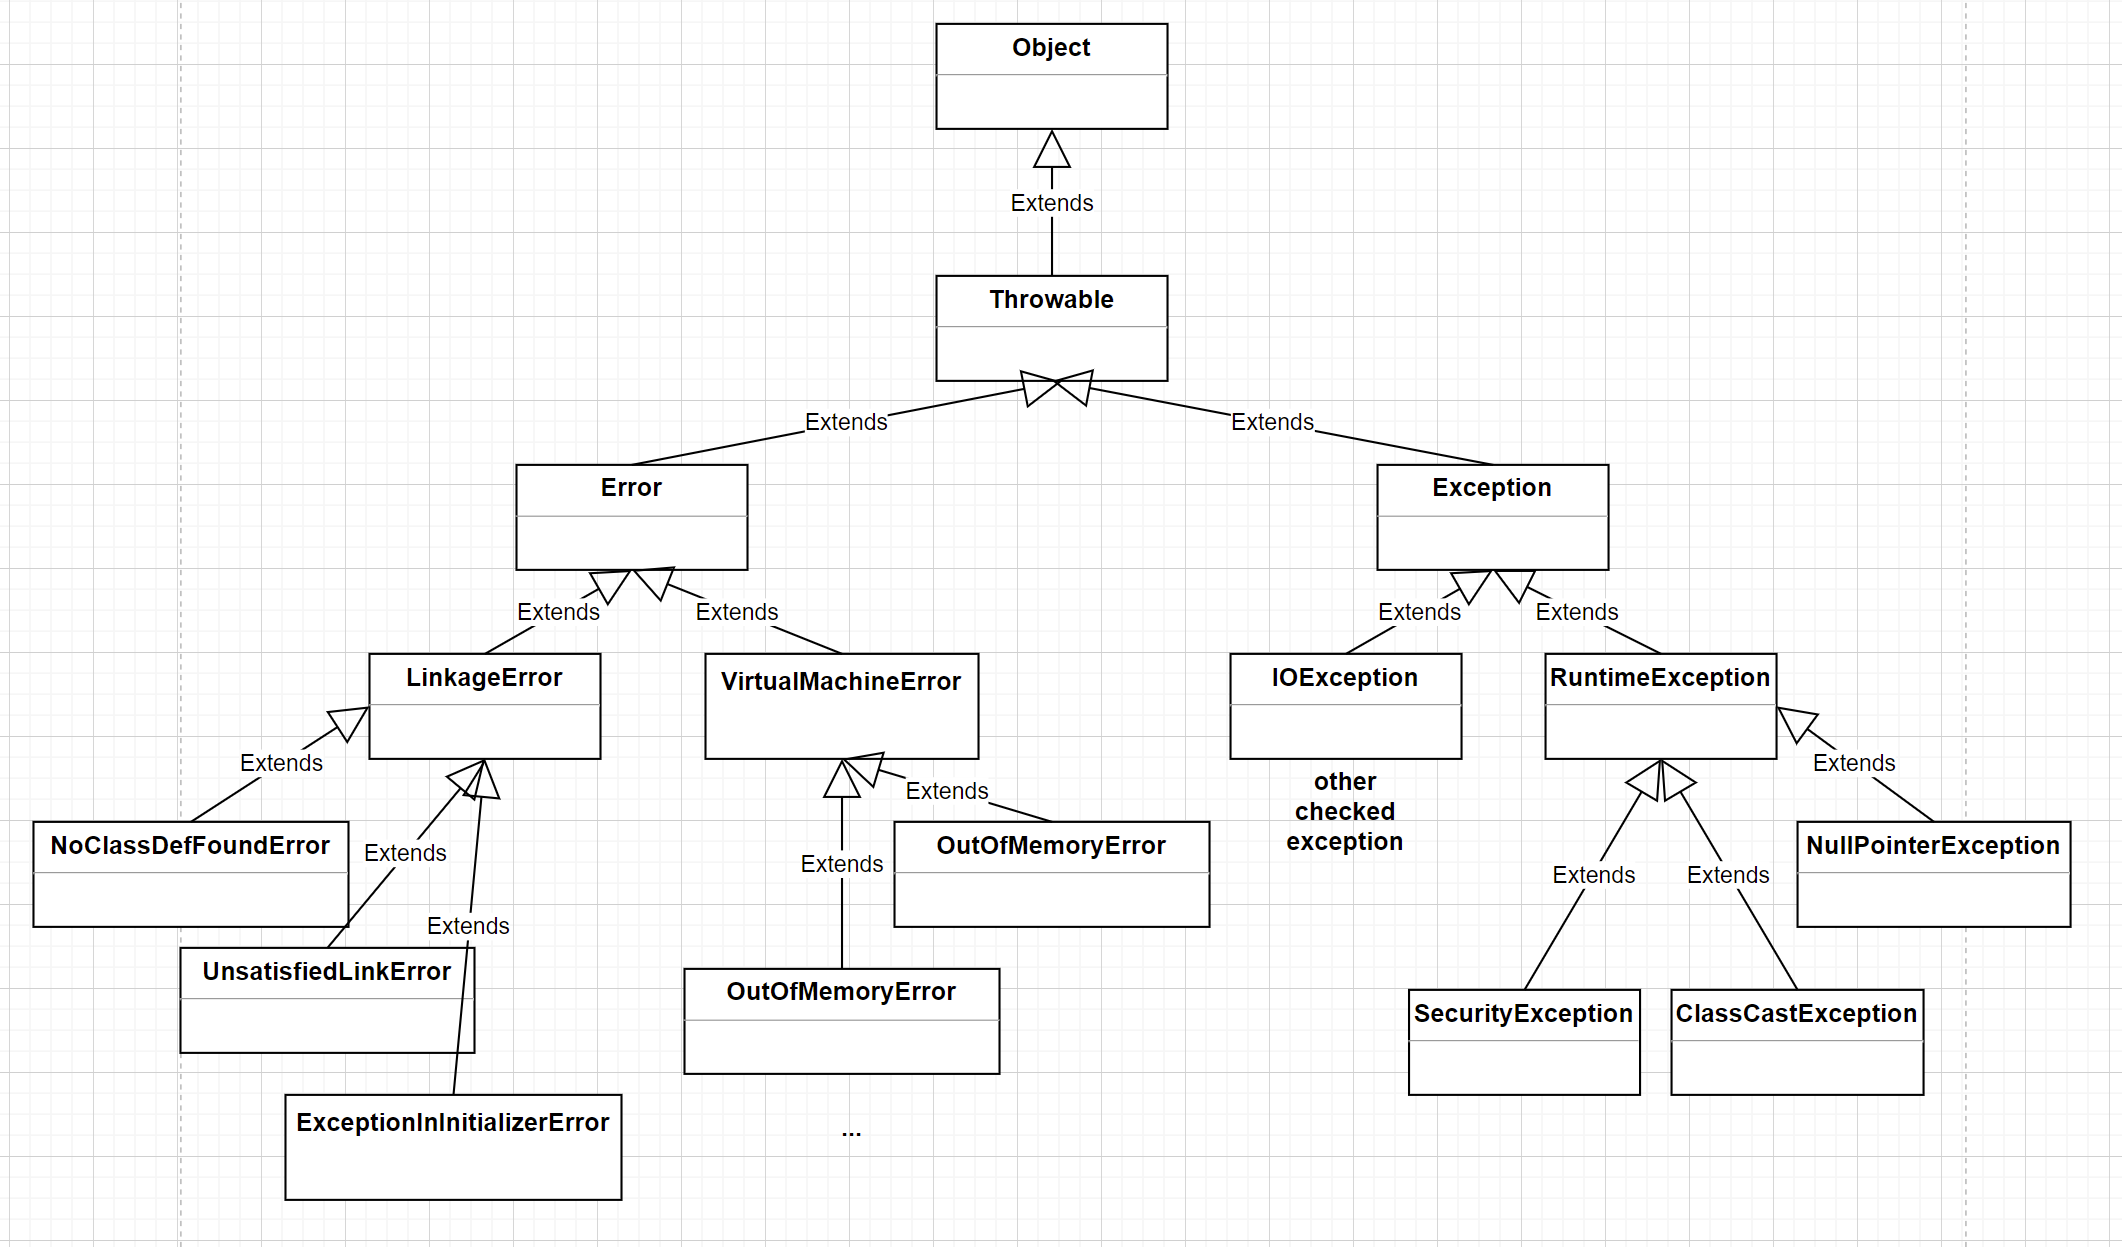 Object
Extends
Throwable
Extends
Extends
Error
Exception
Extends
Extends
Extends
Extends
LinkageError
VirtualMachineError
IOException
RuntimeException
Extends
Extends
Extends
other
checked
exception
NoClassDefFoundError
Extends
Extends
OutOfMemoryError
Extends
Extends
NullPointerException
Extends
UnsatisfiedLinkError
OutOfMemoryError
SecurityException
ClassCastException
ExceptionInInitializerError
...